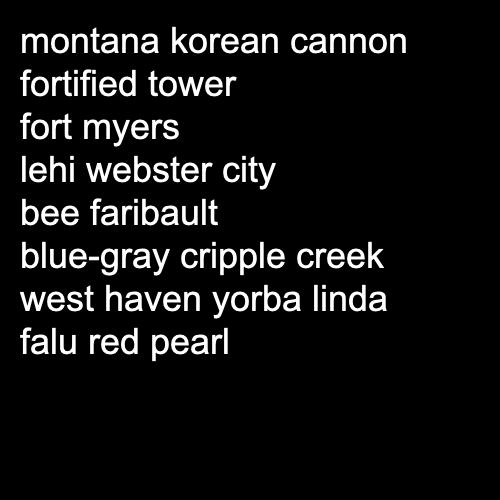 montana korean cannon
fortified tower
fort myers
lehi webster city
bee faribault
blue-gray cripple creek
west haven yorba linda
falu red pearl